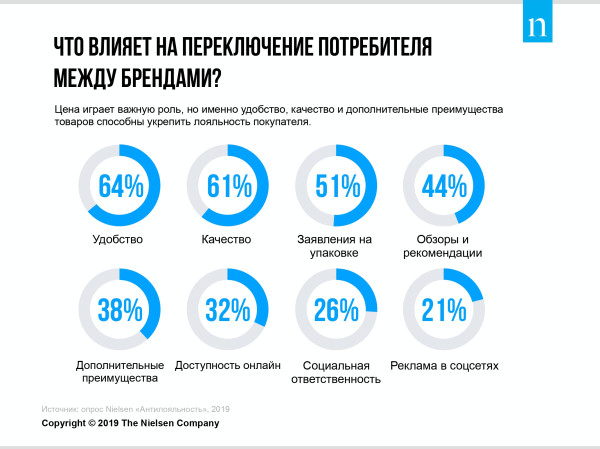 n
ЧТО ВЛИЯЕТ НА ПЕРЕКЛЮЧЕНИЕ ПОТРЕБИТЕЛЯ
МЕЖДУ БРЕНДАМИ?
Цена играет важную роль, но именно удобство, качество и дополнительные преимущества
товаров способны укрепить лояльность покупателя.
64% 61% 51% 44%
Удобство Качество Заявления на Обзоры и
упаковке рекомендации
38% 32% 26% 21%
Дополнительные Доступность онлайн Социальная Реклама в соцсетях
преимущества ответственность
Источник: опрос Nielsen «Антилояльность», 2019
Copyright © 2019 The Nielsen Company